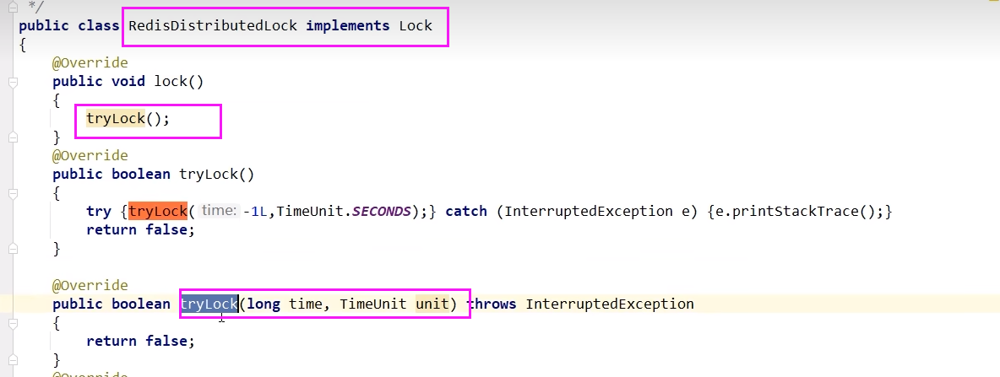 */
public class RedisDistributedLock implements Lock
{
@Override
public void lock()
{
tryLock();
}
@Override
public boolean tryLock()
{
try {tryLock( time: -1L,TimeUnit.SECONDS);} catch (InterruptedException e) {e.printStackTrace();}
return false;
}
@Override
public boolean tryLock(long time, TimeUnit unit) throws InterruptedException
{
return false;
}
@Override